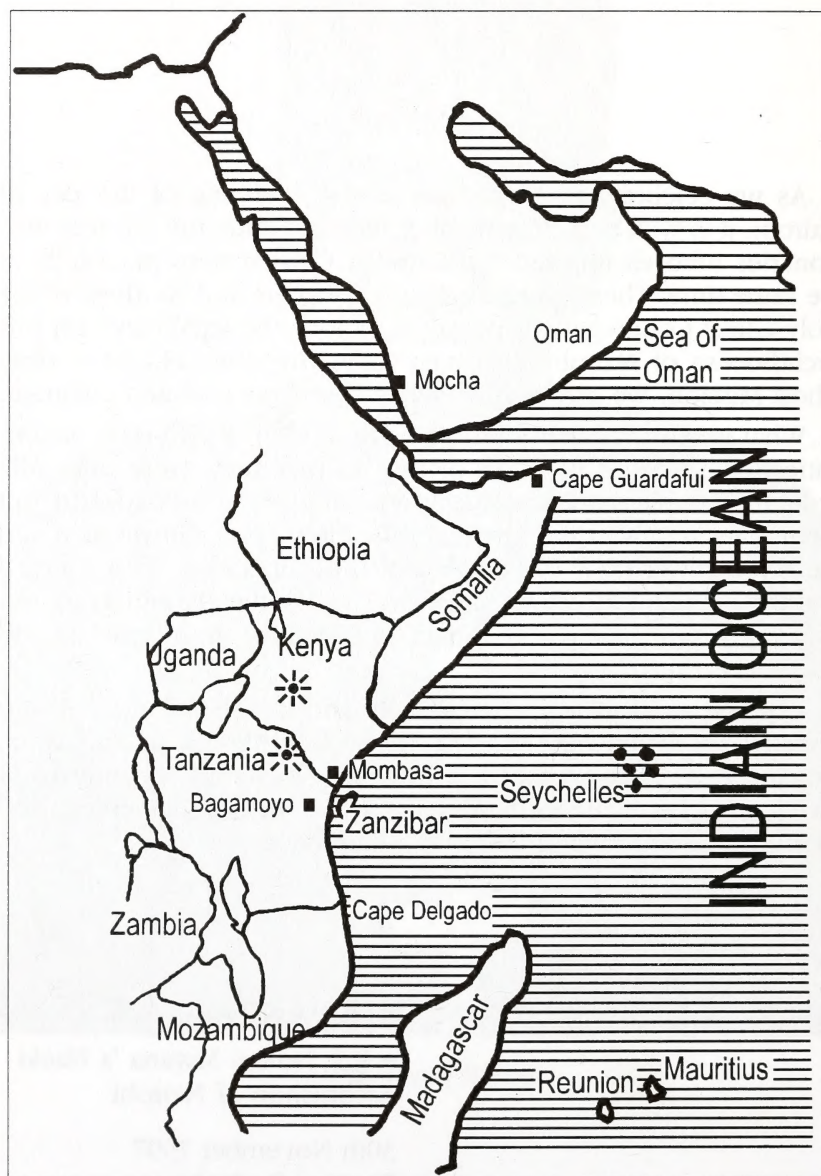 Oman
Sea of
Oman
Mocha
Cape Guardafui
Ethiopia
Somalia
INDIAN OCEAN
Uganda
Kenya
Tanzania
Mombasa
Seychelles
Bagamoyo
Zanzibar
Cape Delgado
Zambia
Mozambique
Madagascar
Reunion
Mauritius